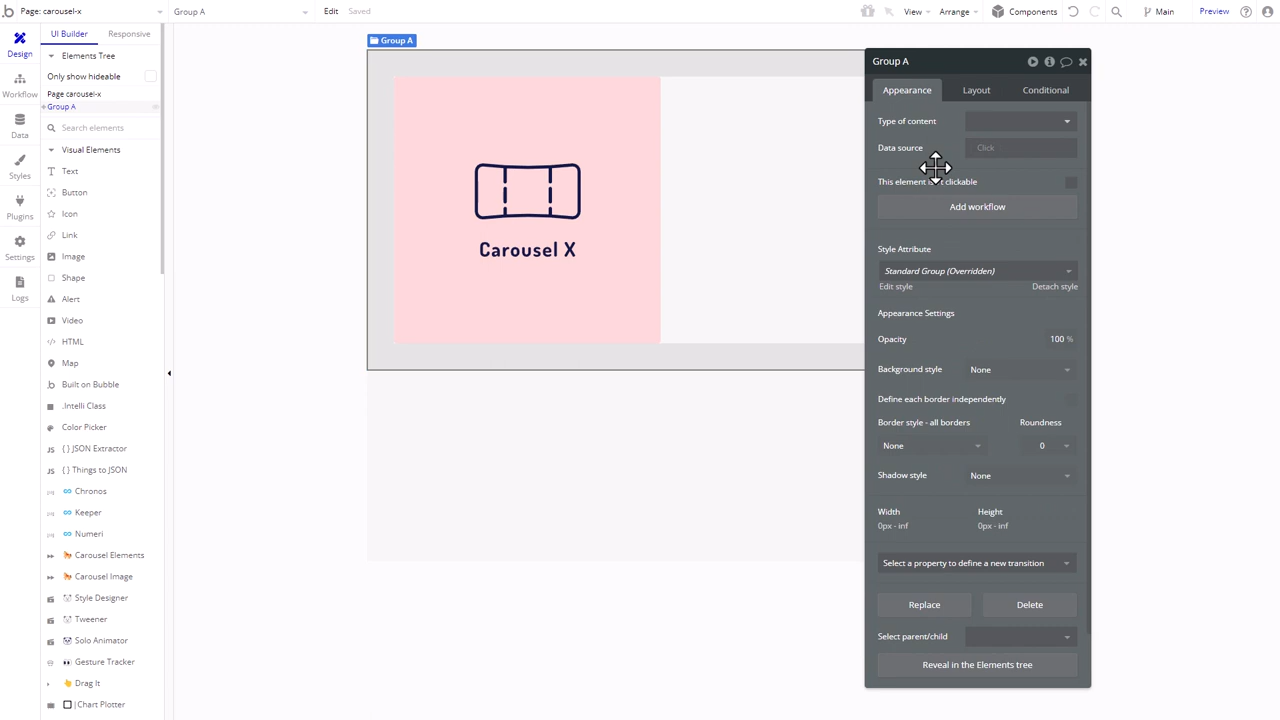 Page: carousel-x
Group A
Edit
Saved
View
Arrange
Components
Main
Preview
Design
Workflow
Data
Styles
Plugins
Settings
Logs
UI Builder
Responsive
Elements Tree
Only show hideable
Page carousel-x
Group A
Search elements
Visual Elements
Text
Button
Icon
Link
Image
Shape
Alert
Video
</> HTML
Map
Built on Bubble
.Intelli Class
Color Picker
JS { } JSON Extractor
JS { } Things to JSON
Chronos
Keeper
Numeri
Carousel Elements
Carousel Image
Style Designer
Tweener
Solo Animator
Gesture Tracker
Drag It
|Chart Plotter
Group A
Carousel X
Group A
Appearance
Layout
Conditional
Type of content
Data source
Click
This element isn't clickable
Add workflow
Style Attribute
Standard Group (Overridden)
Edit style
Detach style
Appearance Settings
Opacity
100 %
Background style
None
Define each border independently
Border style - all borders
Roundness
None
0
Shadow style
None
Width
Height
0px - inf
0px - inf
Select a property to define a new transition
Replace
Delete
Select parent/child
Reveal in the Elements tree